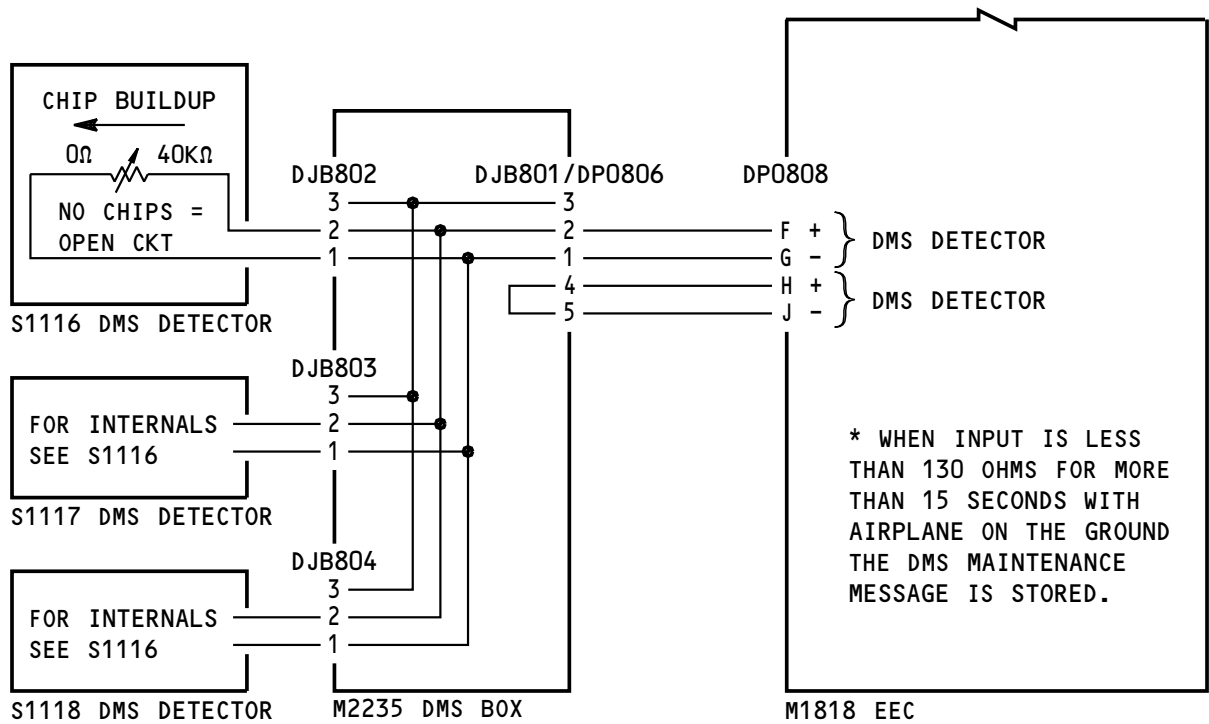 CHIP BUILDUP
0Ω 40KΩ
NO CHIPS =
OPEN CKT
S1116 DMS DETECTOR
FOR INTERNALS
SEE S1116
S1117 DMS DETECTOR
FOR INTERNALS
SEE S1116
S1118 DMS DETECTOR
DJB802
3
2
1
DJB803
3
2
1
DJB804
3
2
1
M2235 DMS BOX
DJB801/DP0806
3
2
1
4
5
DP0808
F +
G -
DMS DETECTOR
H +
J -
DMS DETECTOR
* WHEN INPUT IS LESS
THAN 130 OHMS FOR MORE
THAN 15 SECONDS WITH
AIRPLANE ON THE GROUND
THE DMS MAINTENANCE
MESSAGE IS STORED.
M1818 EEC